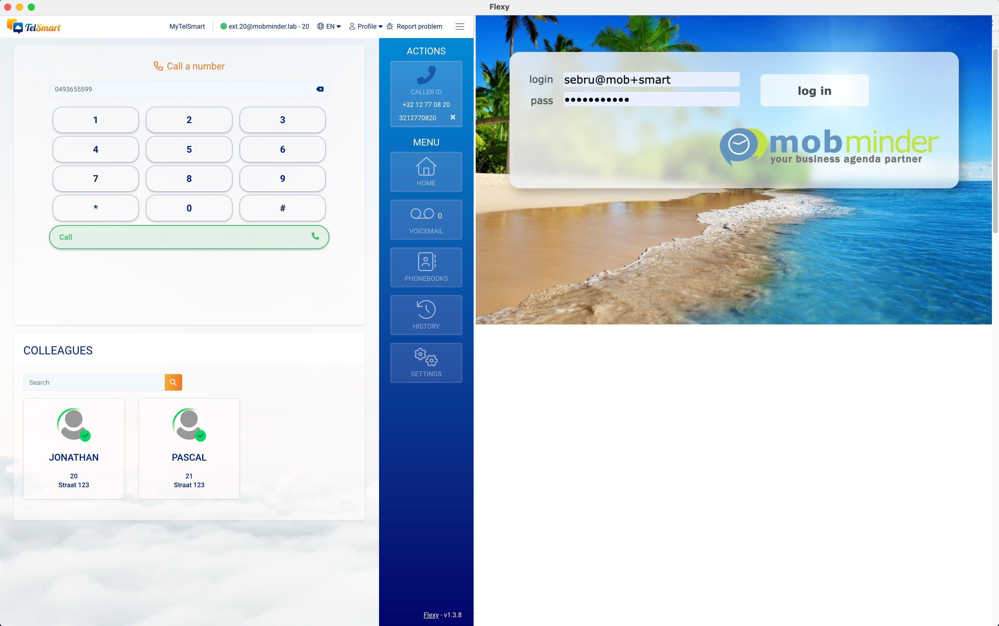 Flexy
TelSmart
MyTelSmart
ext.20@mobminder.lab - 20
EN
Profile
Report problem
Call a number
0493655599
1
2
3
4
5
6
7
8
9
*
0
#
Call
COLLEAGUES
Search
JONATHAN
20
Straat 123
PASCAL
21
Straat 123
ACTIONS
CALLER ID
+32 12 77 08 20
3212770820
MENU
HOME
0
VOICEMAIL
PHONEBOOKS
HISTORY
SETTINGS
Flexy - v1.3.8
login
sebru@mob+smart
pass
log in
mobminder
your business agenda partner